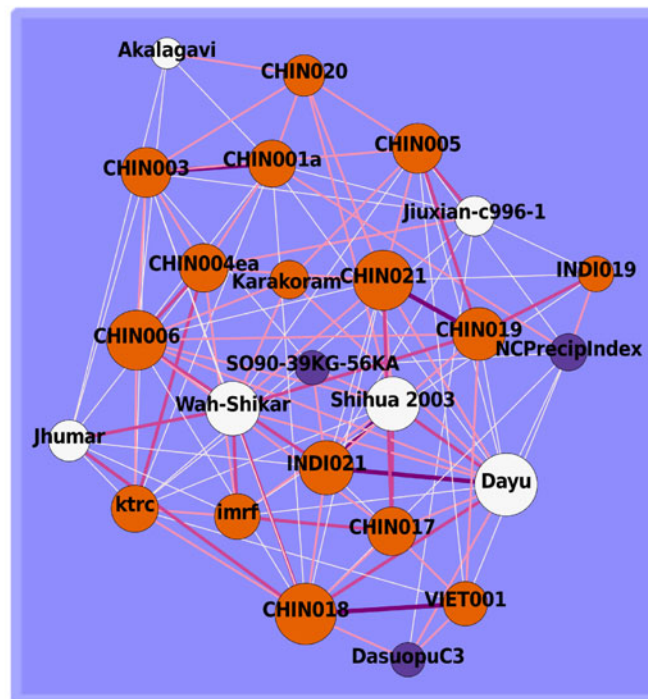 Akalagavi
CHIN020
CHIN005
CHIN003
CHIN001a
Jiuxian-c996-1
CHIN004ea
Karakoram
CHIN021
INDI019
CHIN006
CHIN019
NCPrecipIndex
SO90-39KG-56KA
Wah-Shikar
Shihua 2003
Jhumar
INDI021
Dayu
ktrc
imrf
CHIN017
CHIN018
VIET001
DasuopuC3